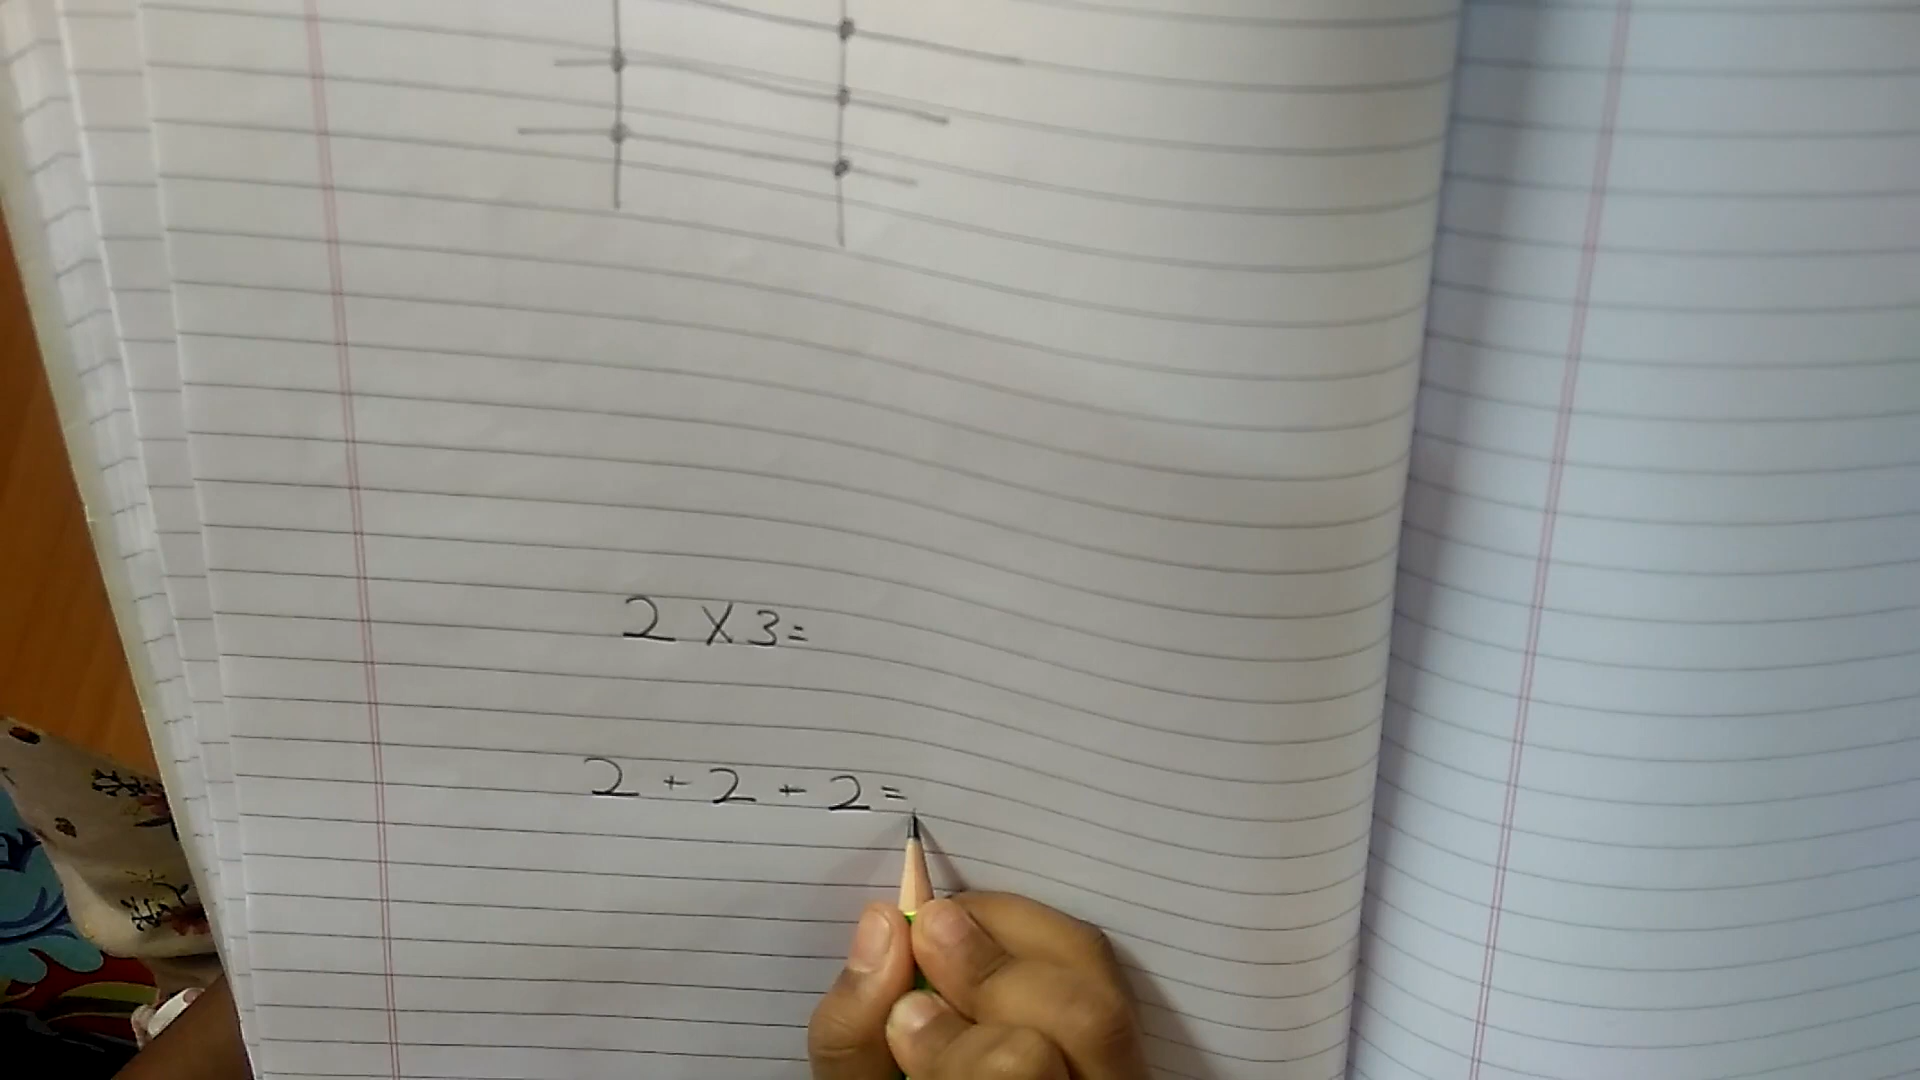 2 X 3 =
2 + 2 + 2 =